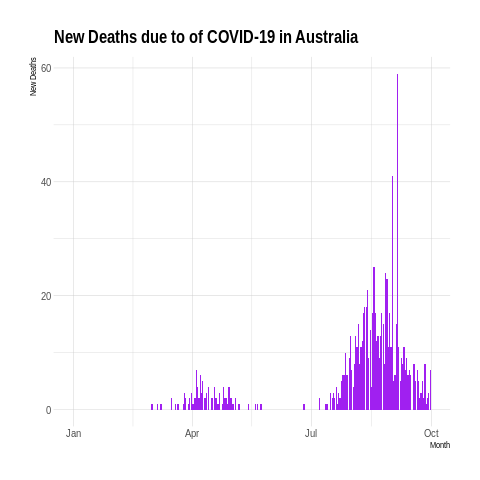 New Deaths due to of COVID-19 in Australia
New Deaths
60
40
20
0
Jan Apr Jul Oct
Month